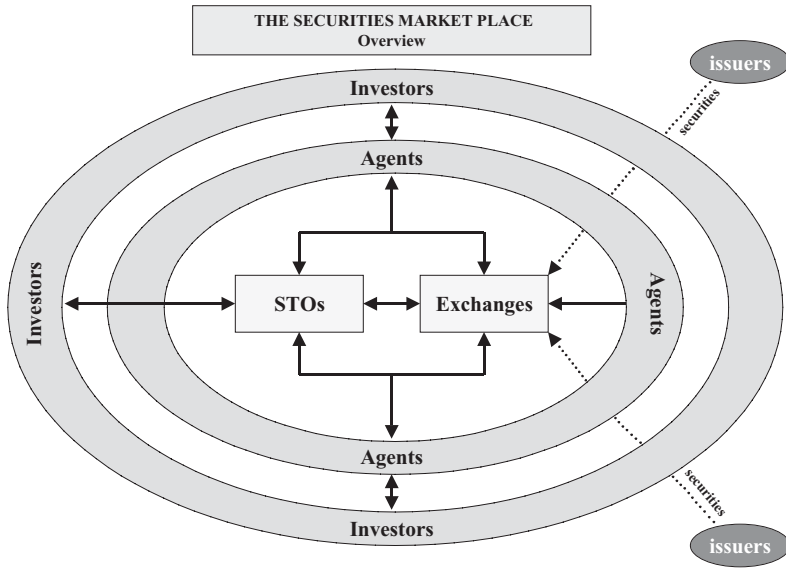 THE SECURITIES MARKET PLACE
Overview
issuers
securities
Investors
Agents
Investors
STOs
Exchanges
Agents
Agents
Investors
securities
issuers